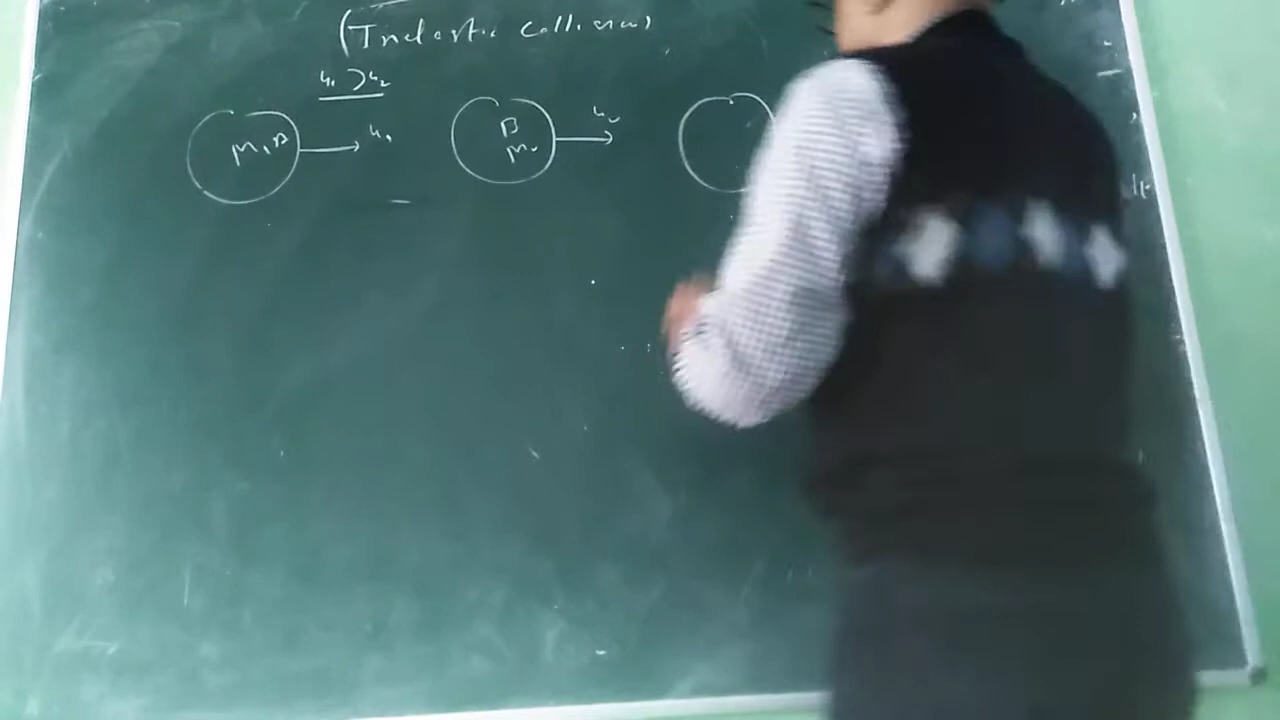 (Inelastic Collision)
u₁ > u₂
M₁ B → u₁
B → u₂
M₂